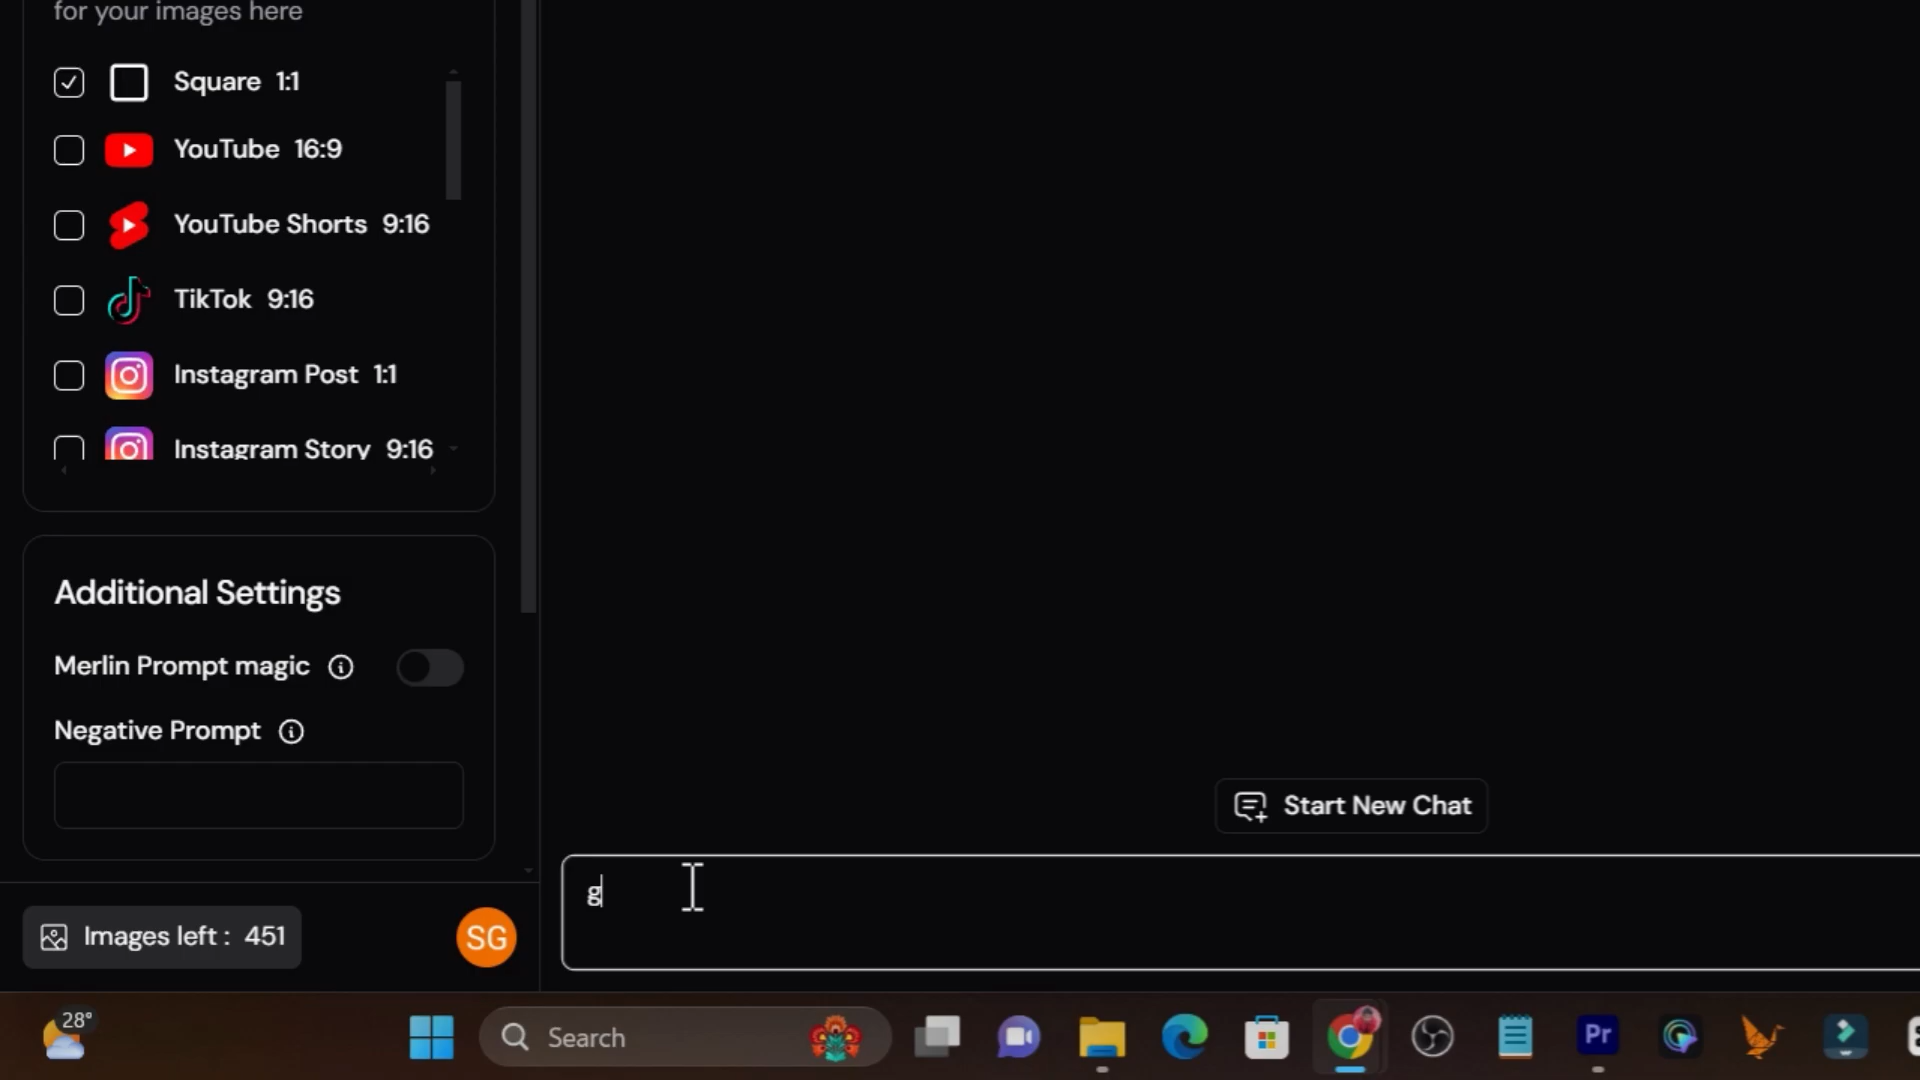 for your images here
Square 1:1
YouTube 16:9
YouTube Shorts 9:16
TikTok 9:16
Instagram Post 1:1
Instagram Story 9:16
Additional Settings
Merlin Prompt magic
Negative Prompt
Start New Chat
g
Images left : 451
SG
28°
Search
Pr